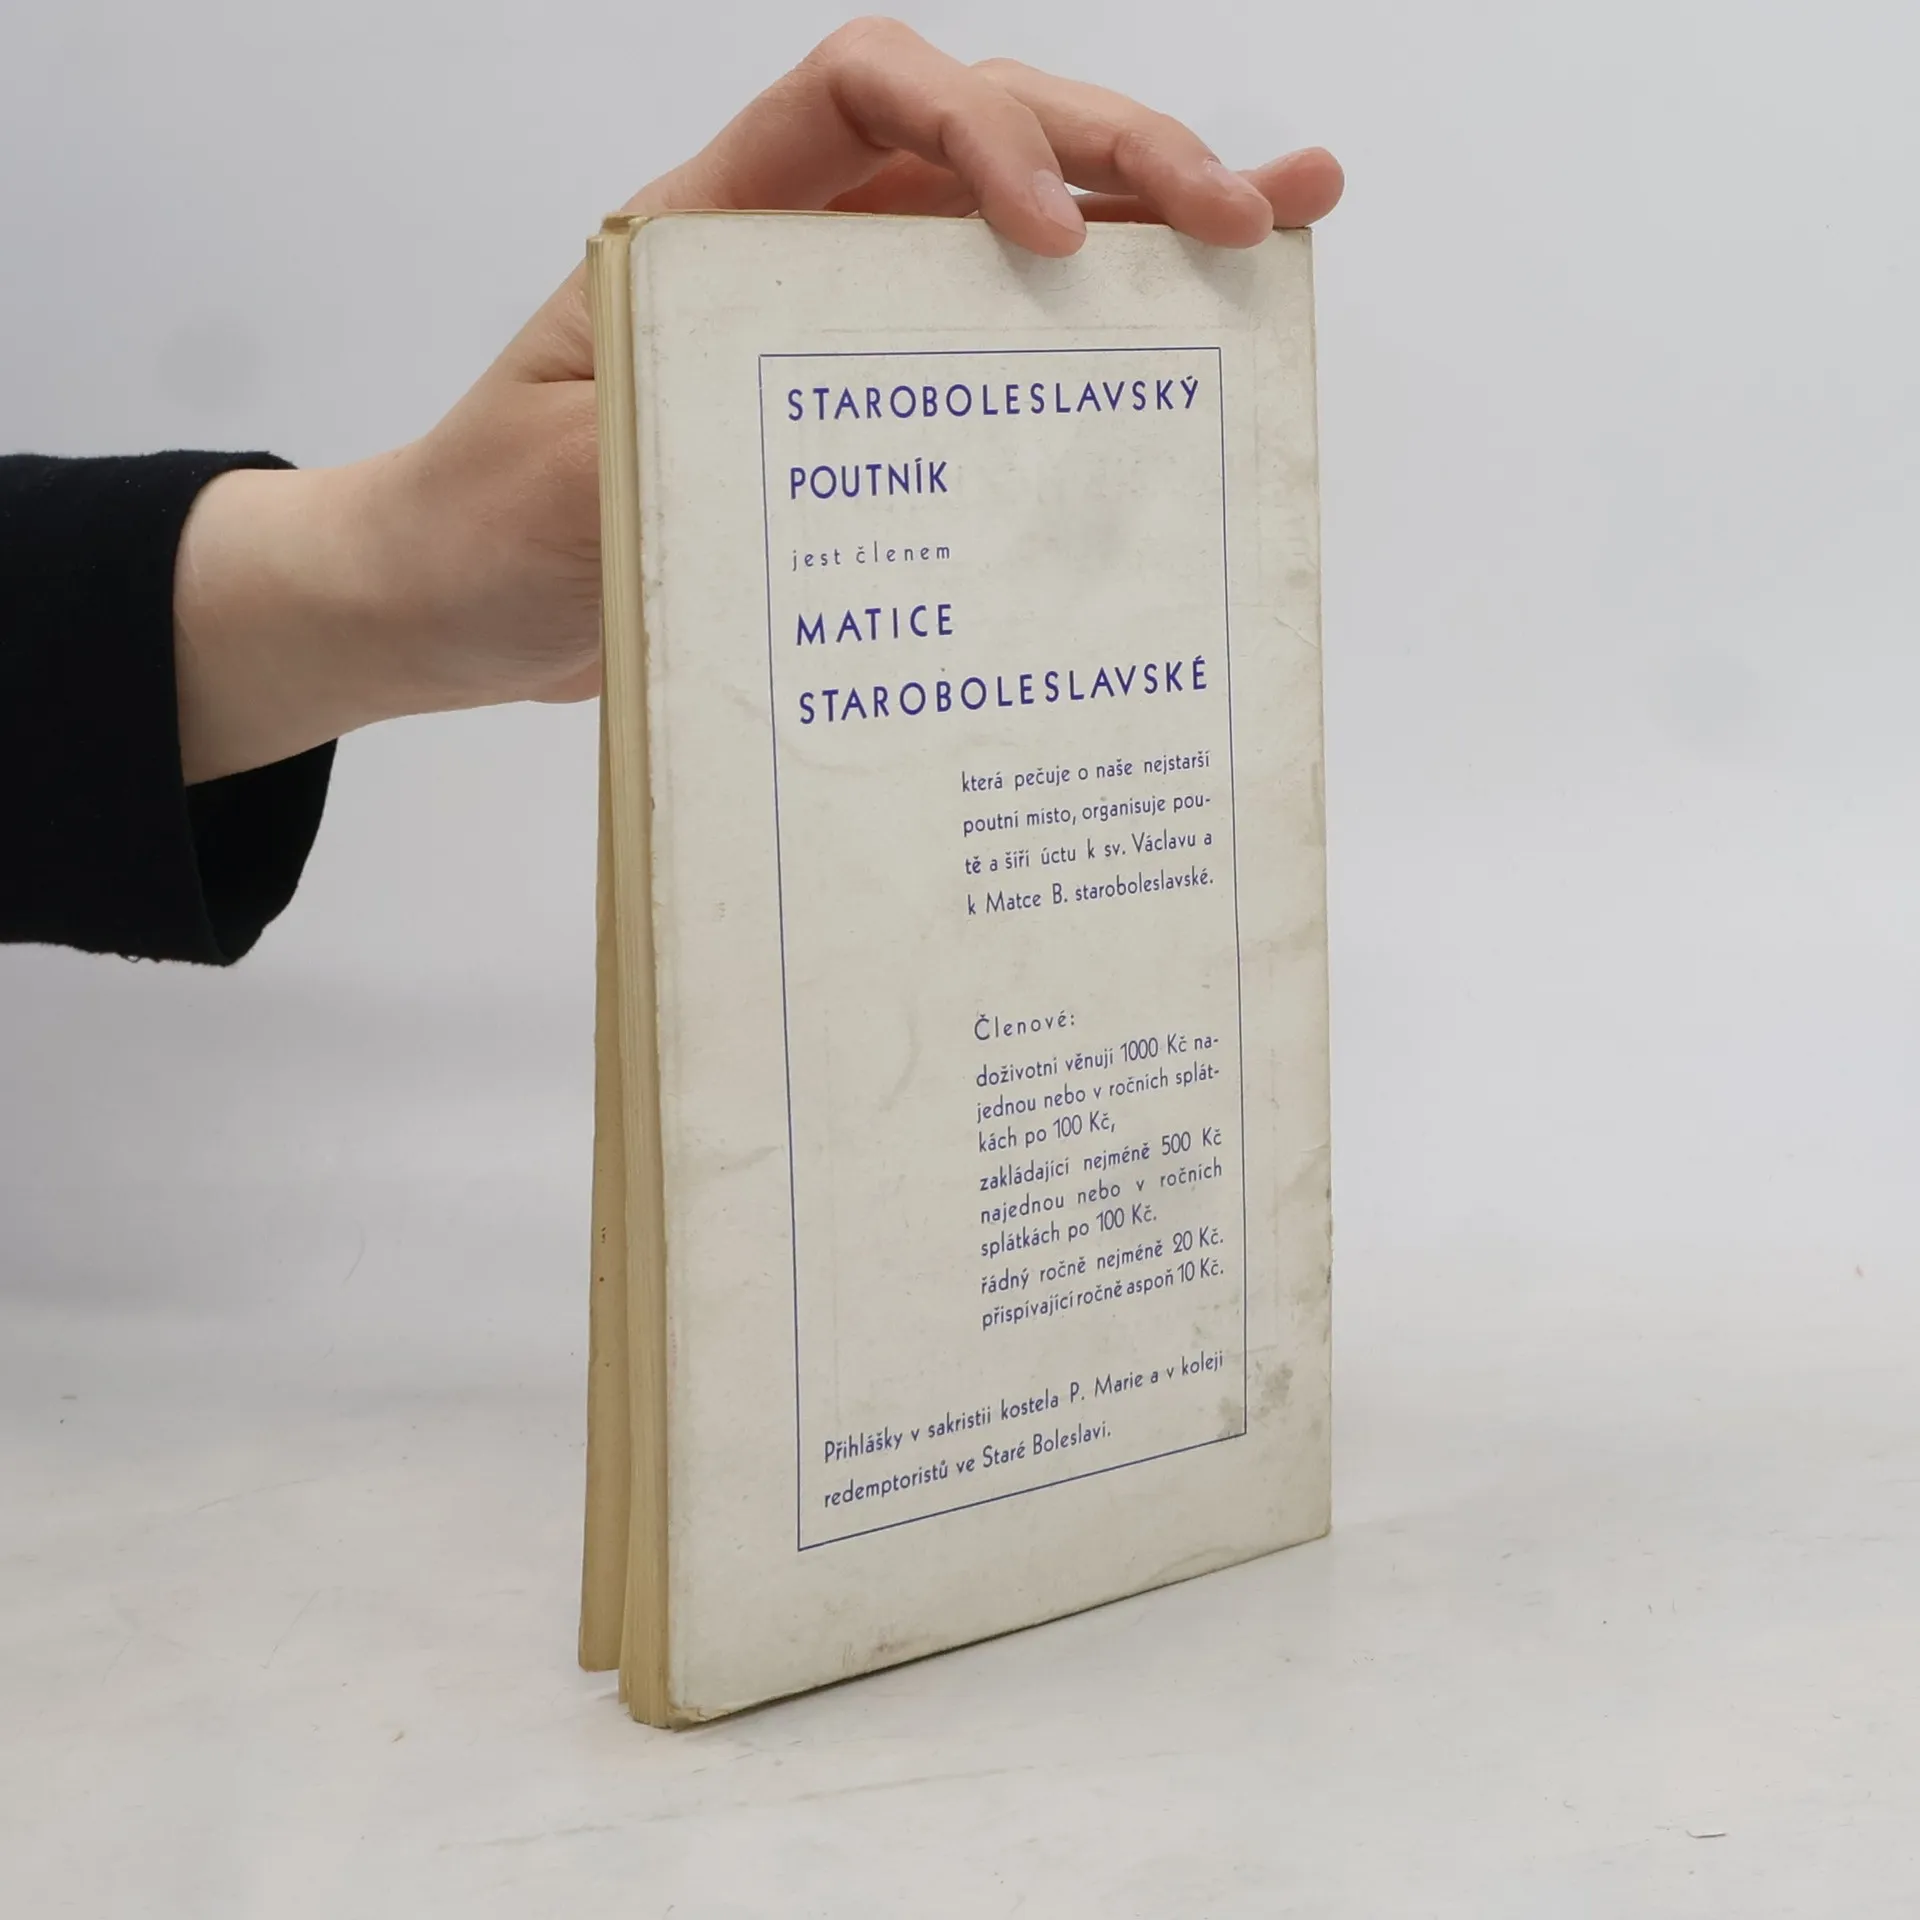 STAROBOLESLAVSKÝ
POUTNÍK
jest členem
MATICE
STAROBOLESLAVSKÉ
která pečuje o naše nejstarší
poutní místo, organisuje pou-
tě a šíří úctu k sv. Václavu a
k Matce B. staroboleslavské.
Členové:
doživotní věnují 1000 Kč na-
jednou nebo v ročních splát-
kách po 100 Kč,
zakládající nejméně 500 Kč
najednou nebo v ročních
splátkách po 100 Kč.
řádný ročně nejméně 20 Kč.
přispívající ročně aspoň 10 Kč.
Přihlášky v sakristii kostela P. Marie a v koleji
redemptoristů ve Staré Boleslavi.